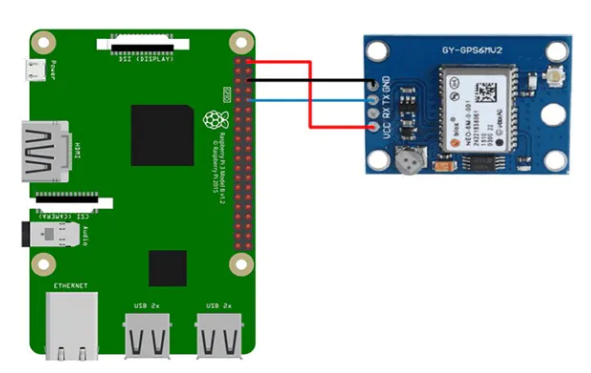 DSI (DISPLAY)
Power
GPIO
HDMI
Raspberry Pi 3 Model B v1.2
© Raspberry Pi 2015
CSI (CAMERA)
Audio
ETHERNET
USB 2x
USB 2x
GY-GPS6MV2
VCC RX TX GND
NEO-6M-0-001